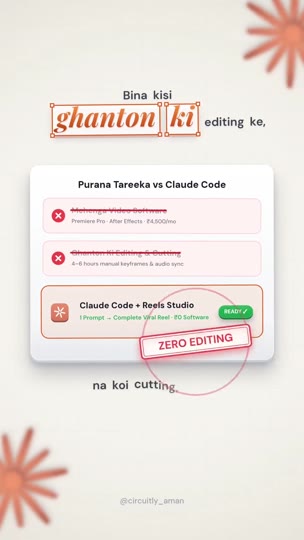 Bina kisi
ghanton ki editing ke,
Purana Tareeka vs Claude Code
Mehenga Video Software
Premiere Pro · After Effects · ₹4,500/mo
Ghanton Ki Editing & Cutting
4–6 hours manual keyframes & audio sync
Claude Code + Reels Studio
1 Prompt → Complete Viral Reel · ₹0 Software
READY ✓
ZERO EDITING
na koi cutting,
@circuitly_aman